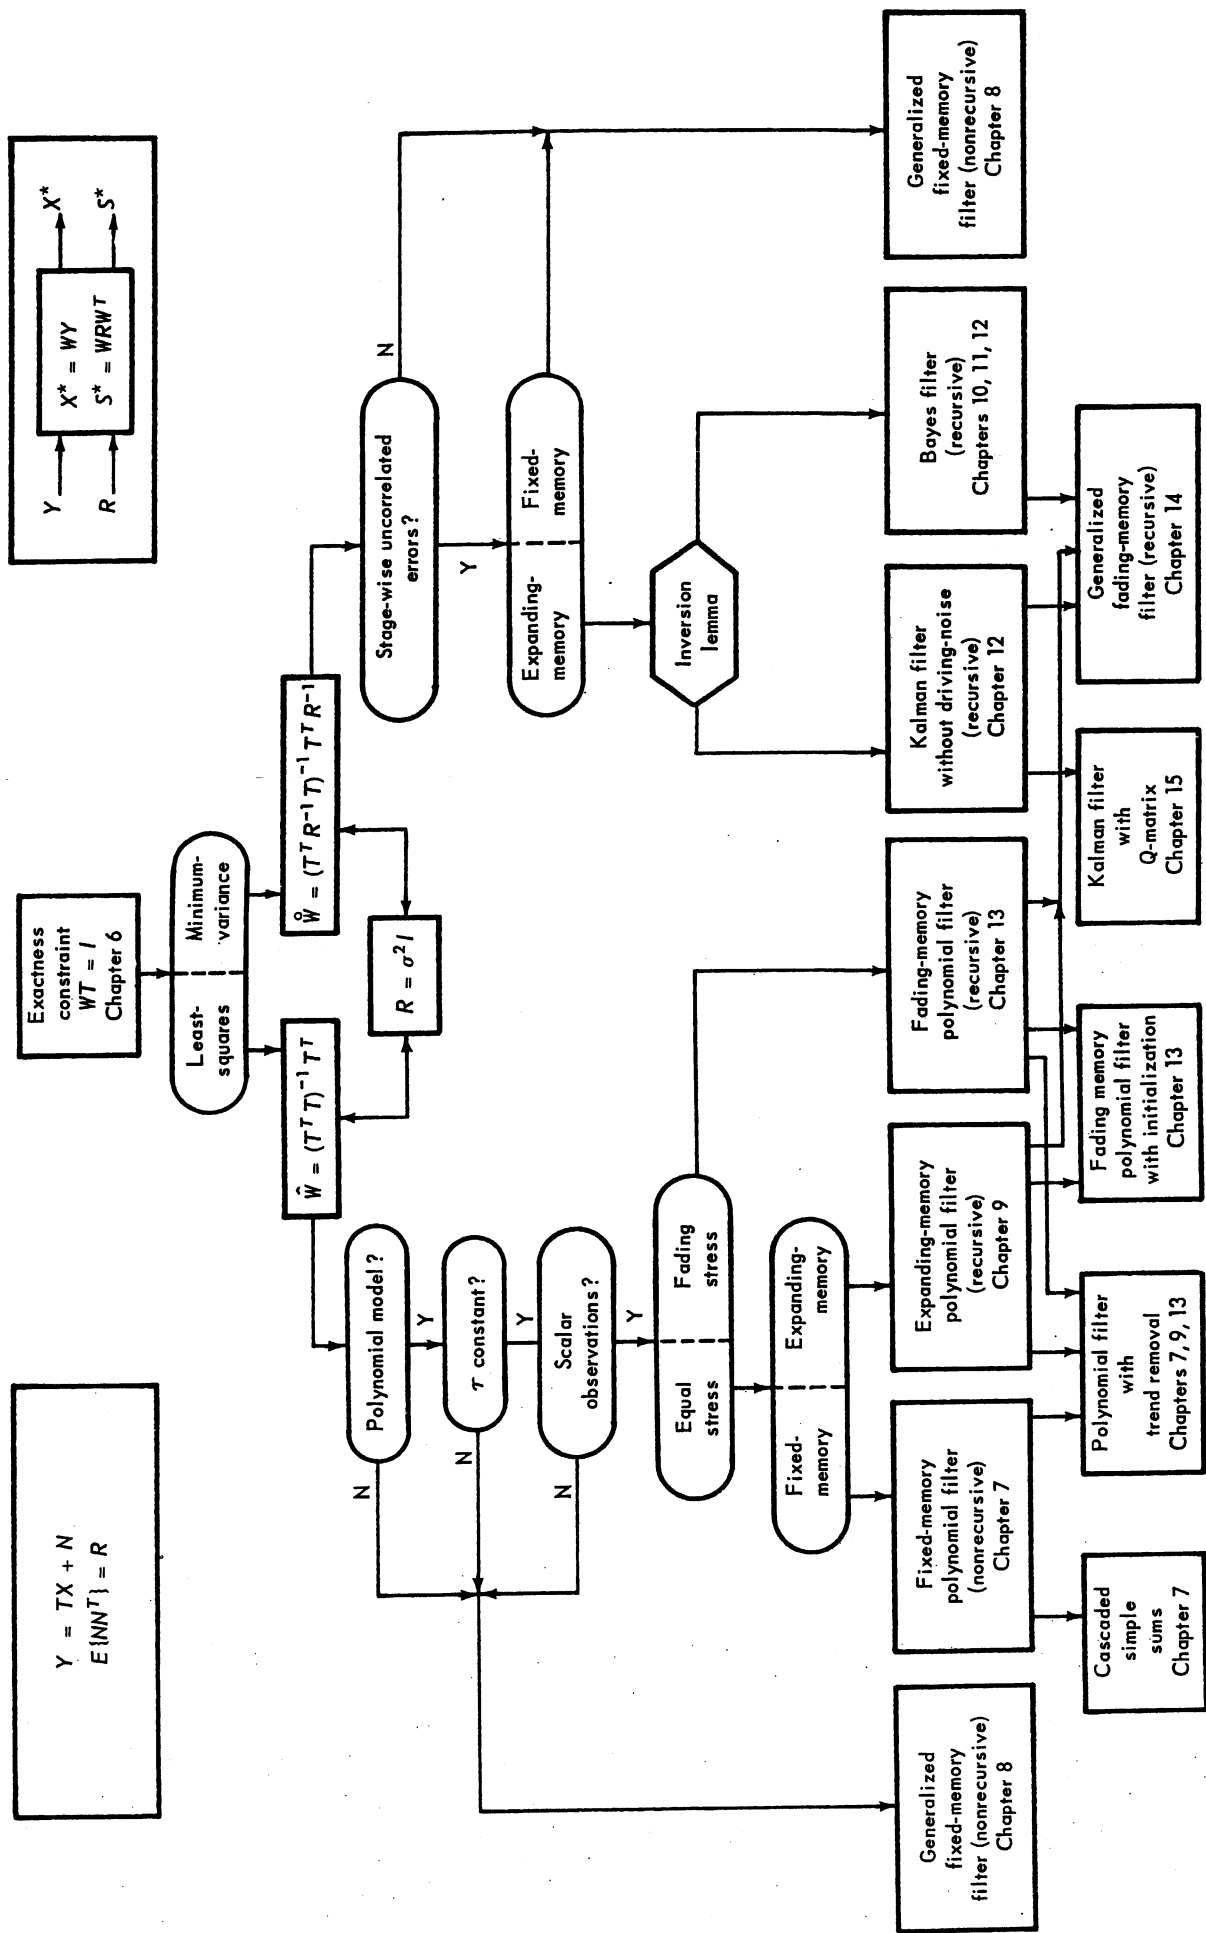 Y = TX + N
E{NN^T} = R
Exactness
constraint
WT = I
Chapter 6
Y
R
X* = WY
S* = WRWT
X*
S*
Least-
squares
Minimum-
variance
Ŵ = (T^T T)^−1 T^T
W̊ = (T^T R^−1 T)^−1 T^T R^−1
R = σ^2 I
Polynomial model?
N
Y
τ constant?
N
Y
Scalar
observations?
N
Y
Equal
stress
Fading
stress
Fixed-
memory
Expanding-
memory
Stage-wise uncorrelated
errors?
N
Y
Expanding-
memory
Fixed-
memory
Inversion
lemma
Generalized
fixed-memory
filter (nonrecursive)
Chapter 8
Fixed-memory
polynomial filter
(nonrecursive)
Chapter 7
Expanding-memory
polynomial filter
(recursive)
Chapter 9
Fading-memory
polynomial filter
(recursive)
Chapter 13
Kalman filter
without driving-noise
(recursive)
Chapter 12
Bayes filter
(recursive)
Chapters 10, 11, 12
Generalized
fixed-memory
filter (nonrecursive)
Chapter 8
Cascaded
simple
sums
Chapter 7
Polynomial filter
with
trend removal
Chapters 7, 9, 13
Fading memory
polynomial filter
with initialization
Chapter 13
Kalman filter
with
Q-matrix
Chapter 15
Generalized
fading-memory
filter (recursive)
Chapter 14